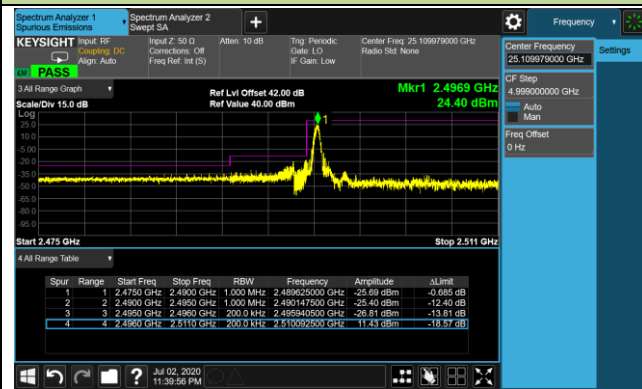 Spectrum Analyzer 1
Spurious Emissions
Spectrum Analyzer 2
Swept SA
+
Frequency
KEYSIGHT
Input: RF
Coupling: DC
Align: Auto
Input Z: 50 Ω
Corrections: Off
Freq Ref: Int (S)
Atten: 10 dB
Trig: Periodic
Gate: LO
IF Gain: Low
Center Freq: 25.109979000 GHz
Radio Std: None
PASS
Center Frequency
25.109979000 GHz
Settings
CF Step
4.999000000 GHz
Auto
Man
Freq Offset
0 Hz
3 All Range Graph
Ref Lvl Offset 42.00 dB
Mkr1 2.4969 GHz
Scale/Div 15.0 dB
Ref Value 40.00 dBm
24.40 dBm
Log
25.0
10.0
-5.00
-20.0
-35.0
-50.0
-65.0
-80.0
-95.0
1
Start 2.475 GHz
Stop 2.511 GHz
4 All Range Table
Spur Range Start Freq Stop Freq RBW Frequency Amplitude ΔLimit
1 1 2.4750 GHz 2.4900 GHz 1.000 MHz 2.489625000 GHz -25.69 dBm -0.685 dB
2 2 2.4900 GHz 2.4950 GHz 1.000 MHz 2.490147500 GHz -25.40 dBm -12.40 dB
3 3 2.4950 GHz 2.4960 GHz 200.0 kHz 2.495940500 GHz -26.81 dBm -13.81 dB
4 4 2.4960 GHz 2.5110 GHz 200.0 kHz 2.510092500 GHz 11.43 dBm -18.57 dB
?
Jul 02, 2020
11:39:56 PM